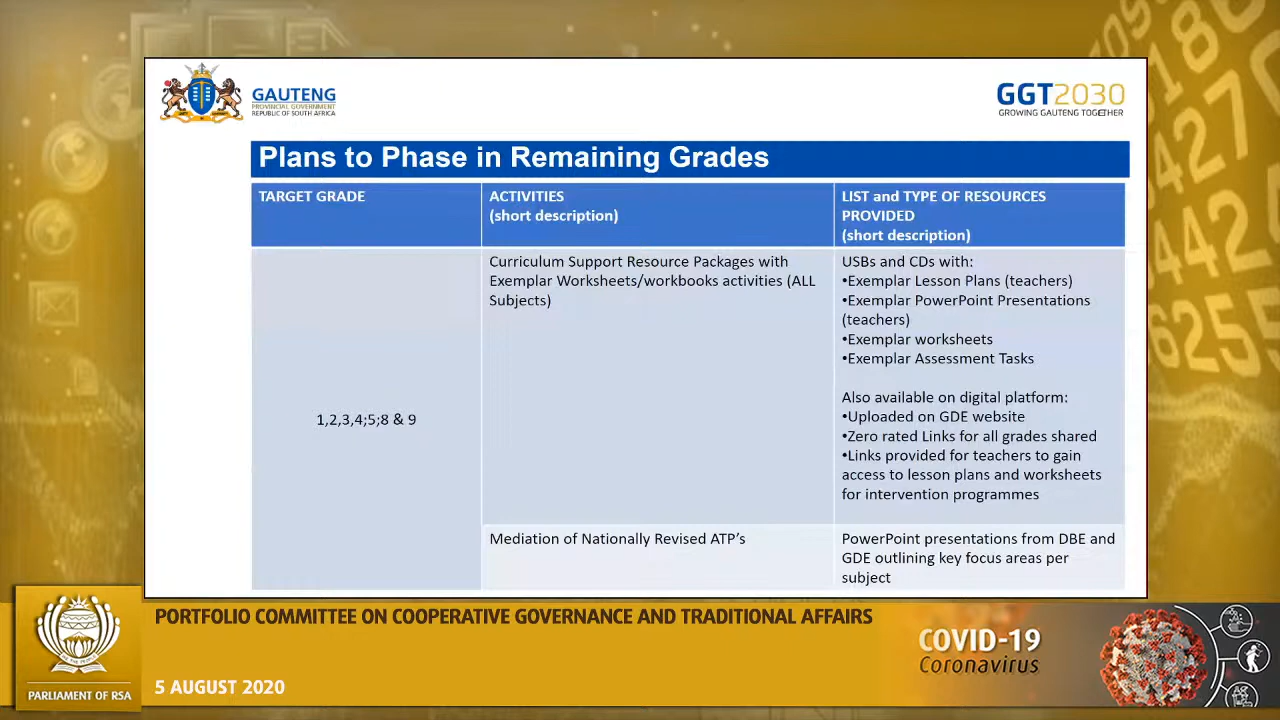 GAUTENG
PROVINCIAL GOVERNMENT
REPUBLIC OF SOUTH AFRICA
GGT2030
GROWING GAUTENG TOGETHER
Plans to Phase in Remaining Grades
TARGET GRADE
ACTIVITIES
(short description)
LIST and TYPE OF RESOURCES
PROVIDED
(short description)
1,2,3,4;5;8 & 9
Curriculum Support Resource Packages with
Exemplar Worksheets/workbooks activities (ALL
Subjects)
USBs and CDs with:
•Exemplar Lesson Plans (teachers)
•Exemplar PowerPoint Presentations
(teachers)
•Exemplar worksheets
•Exemplar Assessment Tasks
Also available on digital platform:
•Uploaded on GDE website
•Zero rated Links for all grades shared
•Links provided for teachers to gain
access to lesson plans and worksheets
for intervention programmes
Mediation of Nationally Revised ATP’s
PowerPoint presentations from DBE and
GDE outlining key focus areas per
subject
PARLIAMENT OF RSA
PORTFOLIO COMMITTEE ON COOPERATIVE GOVERNANCE AND TRADITIONAL AFFAIRS
5 AUGUST 2020
COVID-19
Coronavirus